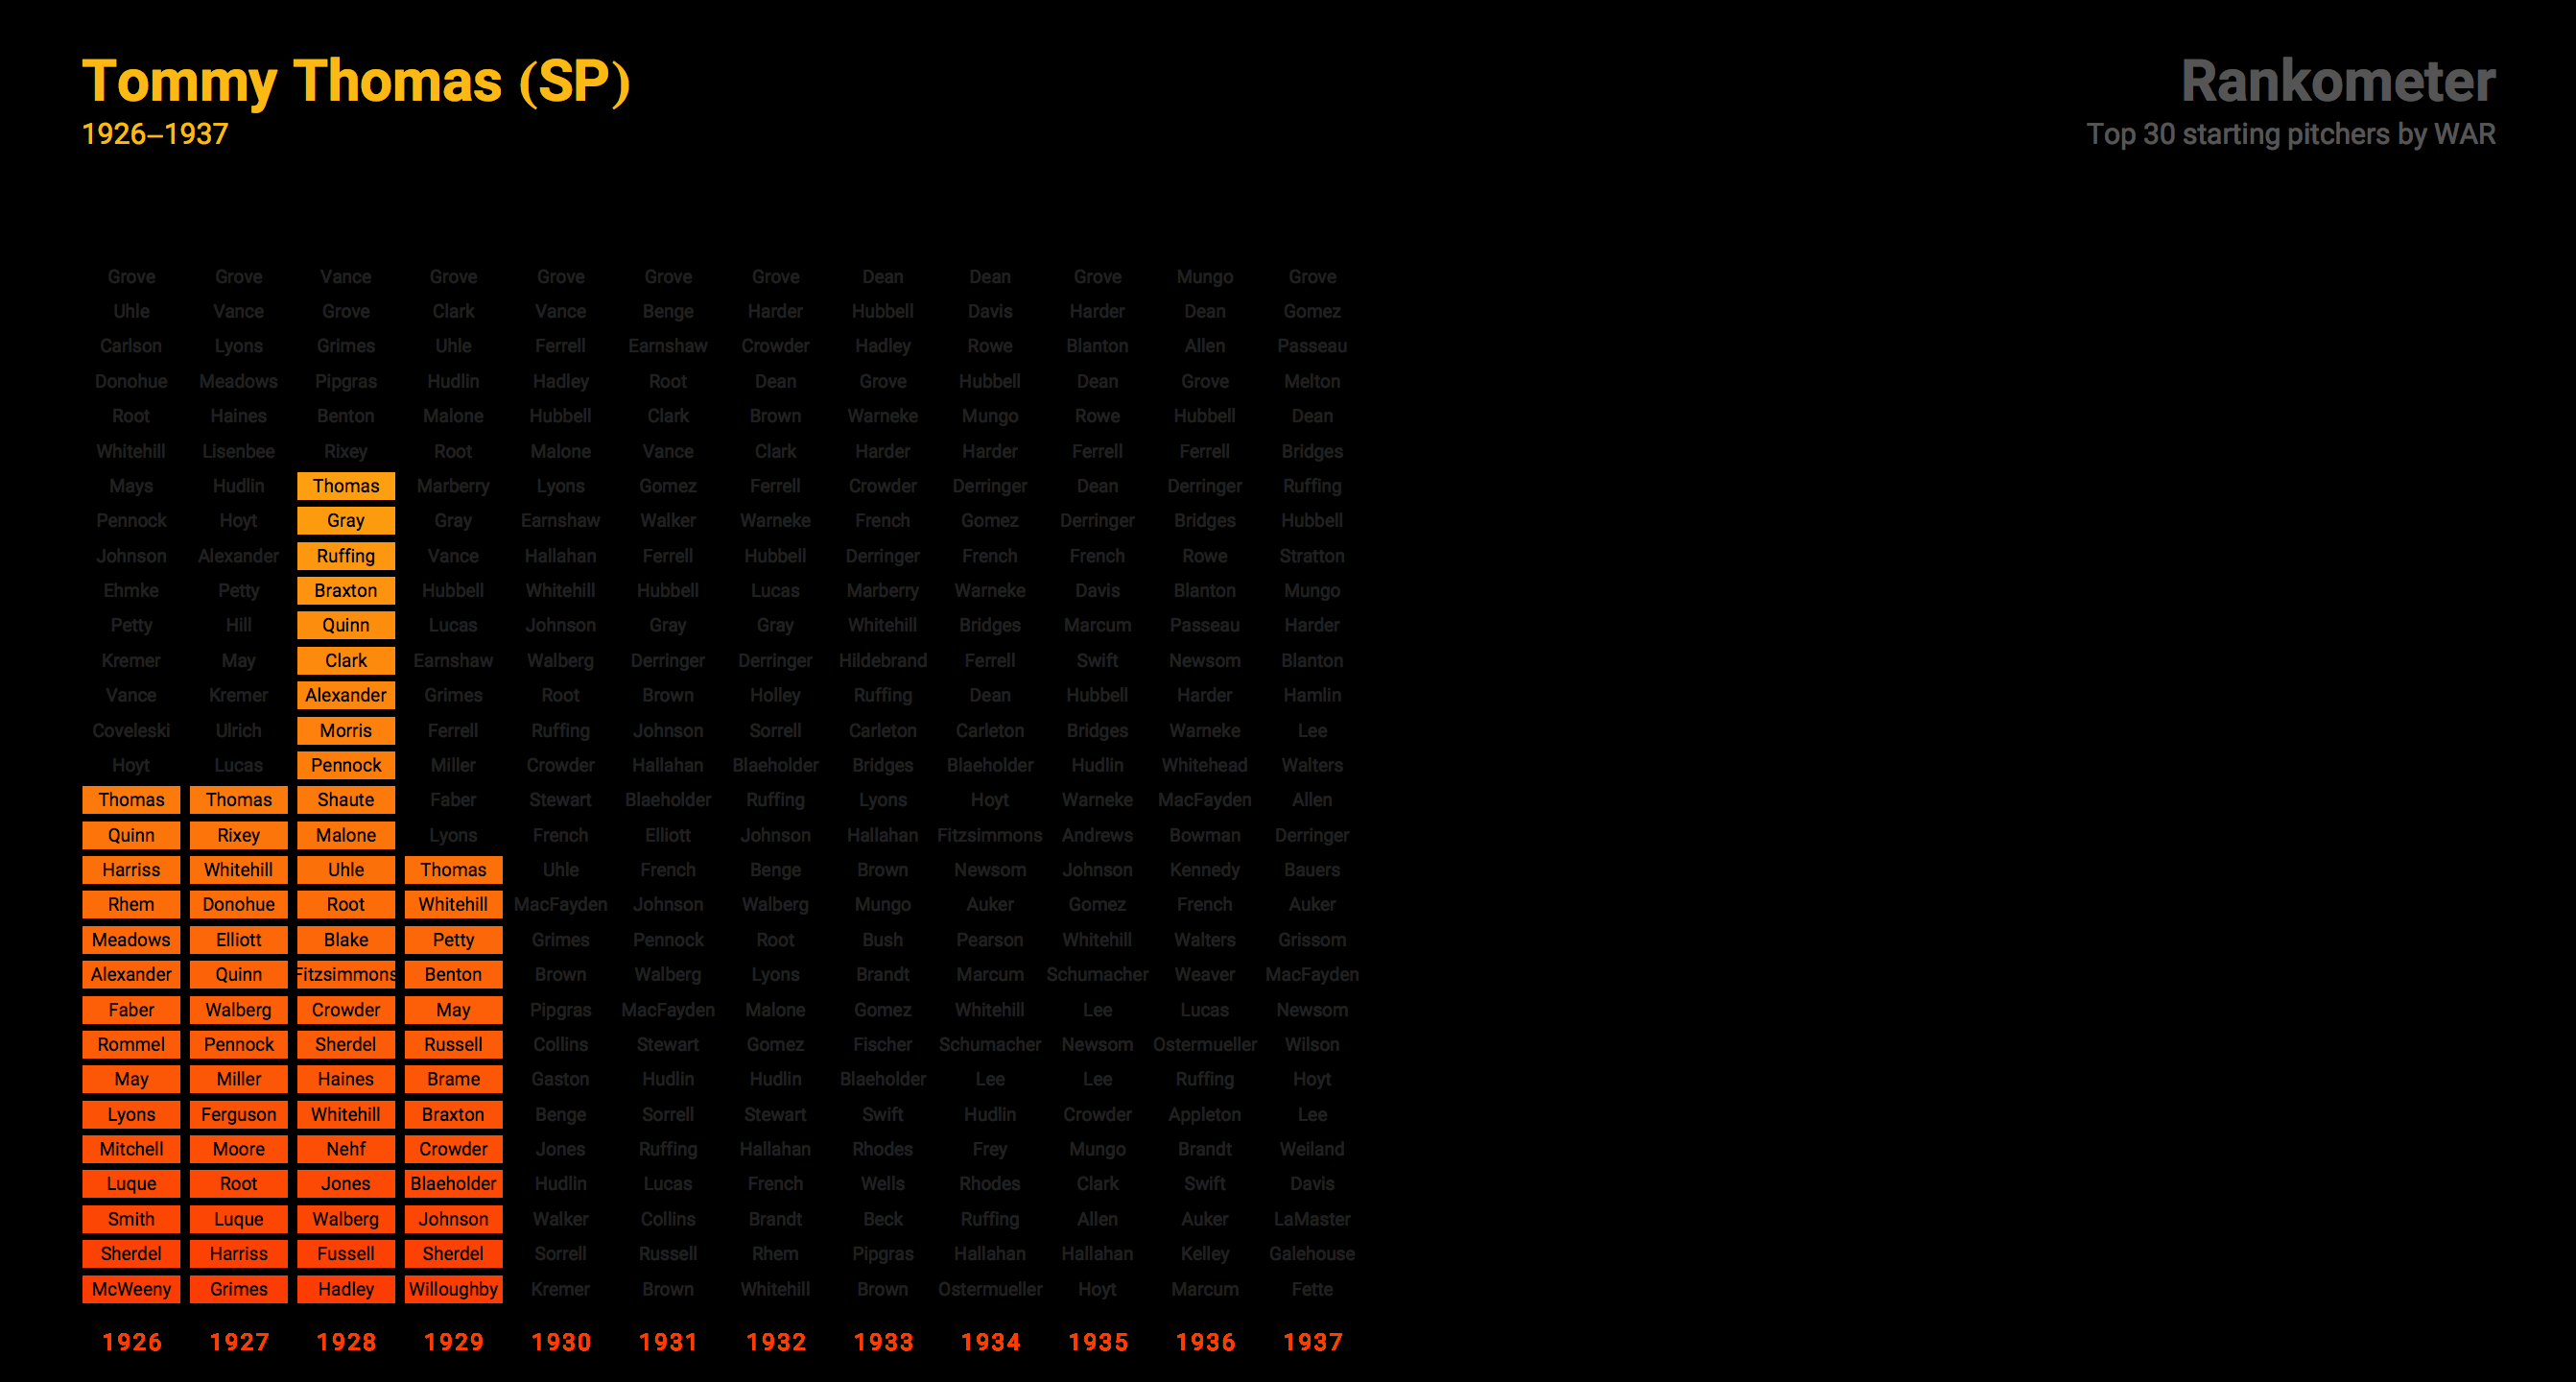 Tommy Thomas (SP)
1926–1937
Rankometer
Top 30 starting pitchers by WAR
Grove Grove Vance Grove Grove Grove Grove Dean Dean Grove Mungo Grove
Uhle Vance Grove Clark Vance Benge Harder Hubbell Davis Harder Dean Gomez
Carlson Lyons Grimes Uhle Ferrell Earnshaw Crowder Hadley Rowe Blanton Allen Passeau
Donohue Meadows Pipgras Hudlin Hadley Root Dean Grove Hubbell Dean Grove Melton
Root Haines Benton Malone Hubbell Clark Brown Warneke Mungo Rowe Hubbell Dean
Whitehill Lisenbee Rixey Root Malone Vance Clark Harder Harder Ferrell Ferrell Bridges
Mays Hudlin Thomas Marberry Lyons Gomez Ferrell Crowder Derringer Dean Derringer Ruffing
Pennock Hoyt Gray Gray Earnshaw Walker Warneke French Gomez Derringer Bridges Hubbell
Johnson Alexander Ruffing Vance Hallahan Ferrell Hubbell Derringer French French Rowe Stratton
Ehmke Petty Braxton Hubbell Whitehill Hubbell Lucas Marberry Warneke Davis Blanton Mungo
Petty Hill Quinn Lucas Johnson Gray Gray Whitehill Bridges Marcum Passeau Harder
Kremer May Clark Earnshaw Walberg Derringer Derringer Hildebrand Ferrell Swift Newsom Blanton
Vance Kremer Alexander Grimes Root Brown Holley Ruffing Dean Hubbell Harder Hamlin
Coveleski Ulrich Morris Ferrell Ruffing Johnson Sorrell Carleton Carleton Bridges Warneke Lee
Hoyt Lucas Pennock Miller Crowder Hallahan Blaeholder Bridges Blaeholder Hudlin Whitehead Walters
Thomas Thomas Shaute Faber Stewart Blaeholder Ruffing Lyons Hoyt Warneke MacFayden Allen
Quinn Rixey Malone Lyons French Elliott Johnson Hallahan Fitzsimmons Andrews Bowman Derringer
Harriss Whitehill Uhle Thomas Uhle French Benge Brown Newsom Johnson Kennedy Bauers
Rhem Donohue Root Whitehill MacFayden Johnson Walberg Mungo Auker Gomez French Auker
Meadows Elliott Blake Petty Grimes Pennock Root Bush Pearson Whitehill Walters Grissom
Alexander Quinn Fitzsimmons Benton Brown Walberg Lyons Brandt Marcum Schumacher Weaver MacFayden
Faber Walberg Crowder May Pipgras MacFayden Malone Gomez Whitehill Lee Lucas Newsom
Rommel Pennock Sherdel Russell Collins Stewart Gomez Fischer Schumacher Newsom Ostermueller Wilson
May Miller Haines Brame Gaston Hudlin Hudlin Blaeholder Lee Lee Ruffing Hoyt
Lyons Ferguson Whitehill Braxton Benge Sorrell Stewart Swift Hudlin Crowder Appleton Lee
Mitchell Moore Nehf Crowder Jones Ruffing Hallahan Rhodes Frey Mungo Brandt Weiland
Luque Root Jones Blaeholder Hudlin Lucas French Wells Rhodes Clark Swift Davis
Smith Luque Walberg Johnson Walker Collins Brandt Beck Ruffing Allen Auker LaMaster
Sherdel Harriss Fussell Sherdel Sorrell Russell Rhem Pipgras Hallahan Hallahan Kelley Galehouse
McWeeny Grimes Hadley Willoughby Kremer Brown Whitehill Brown Ostermueller Hoyt Marcum Fette
1926 1927 1928 1929 1930 1931 1932 1933 1934 1935 1936 1937